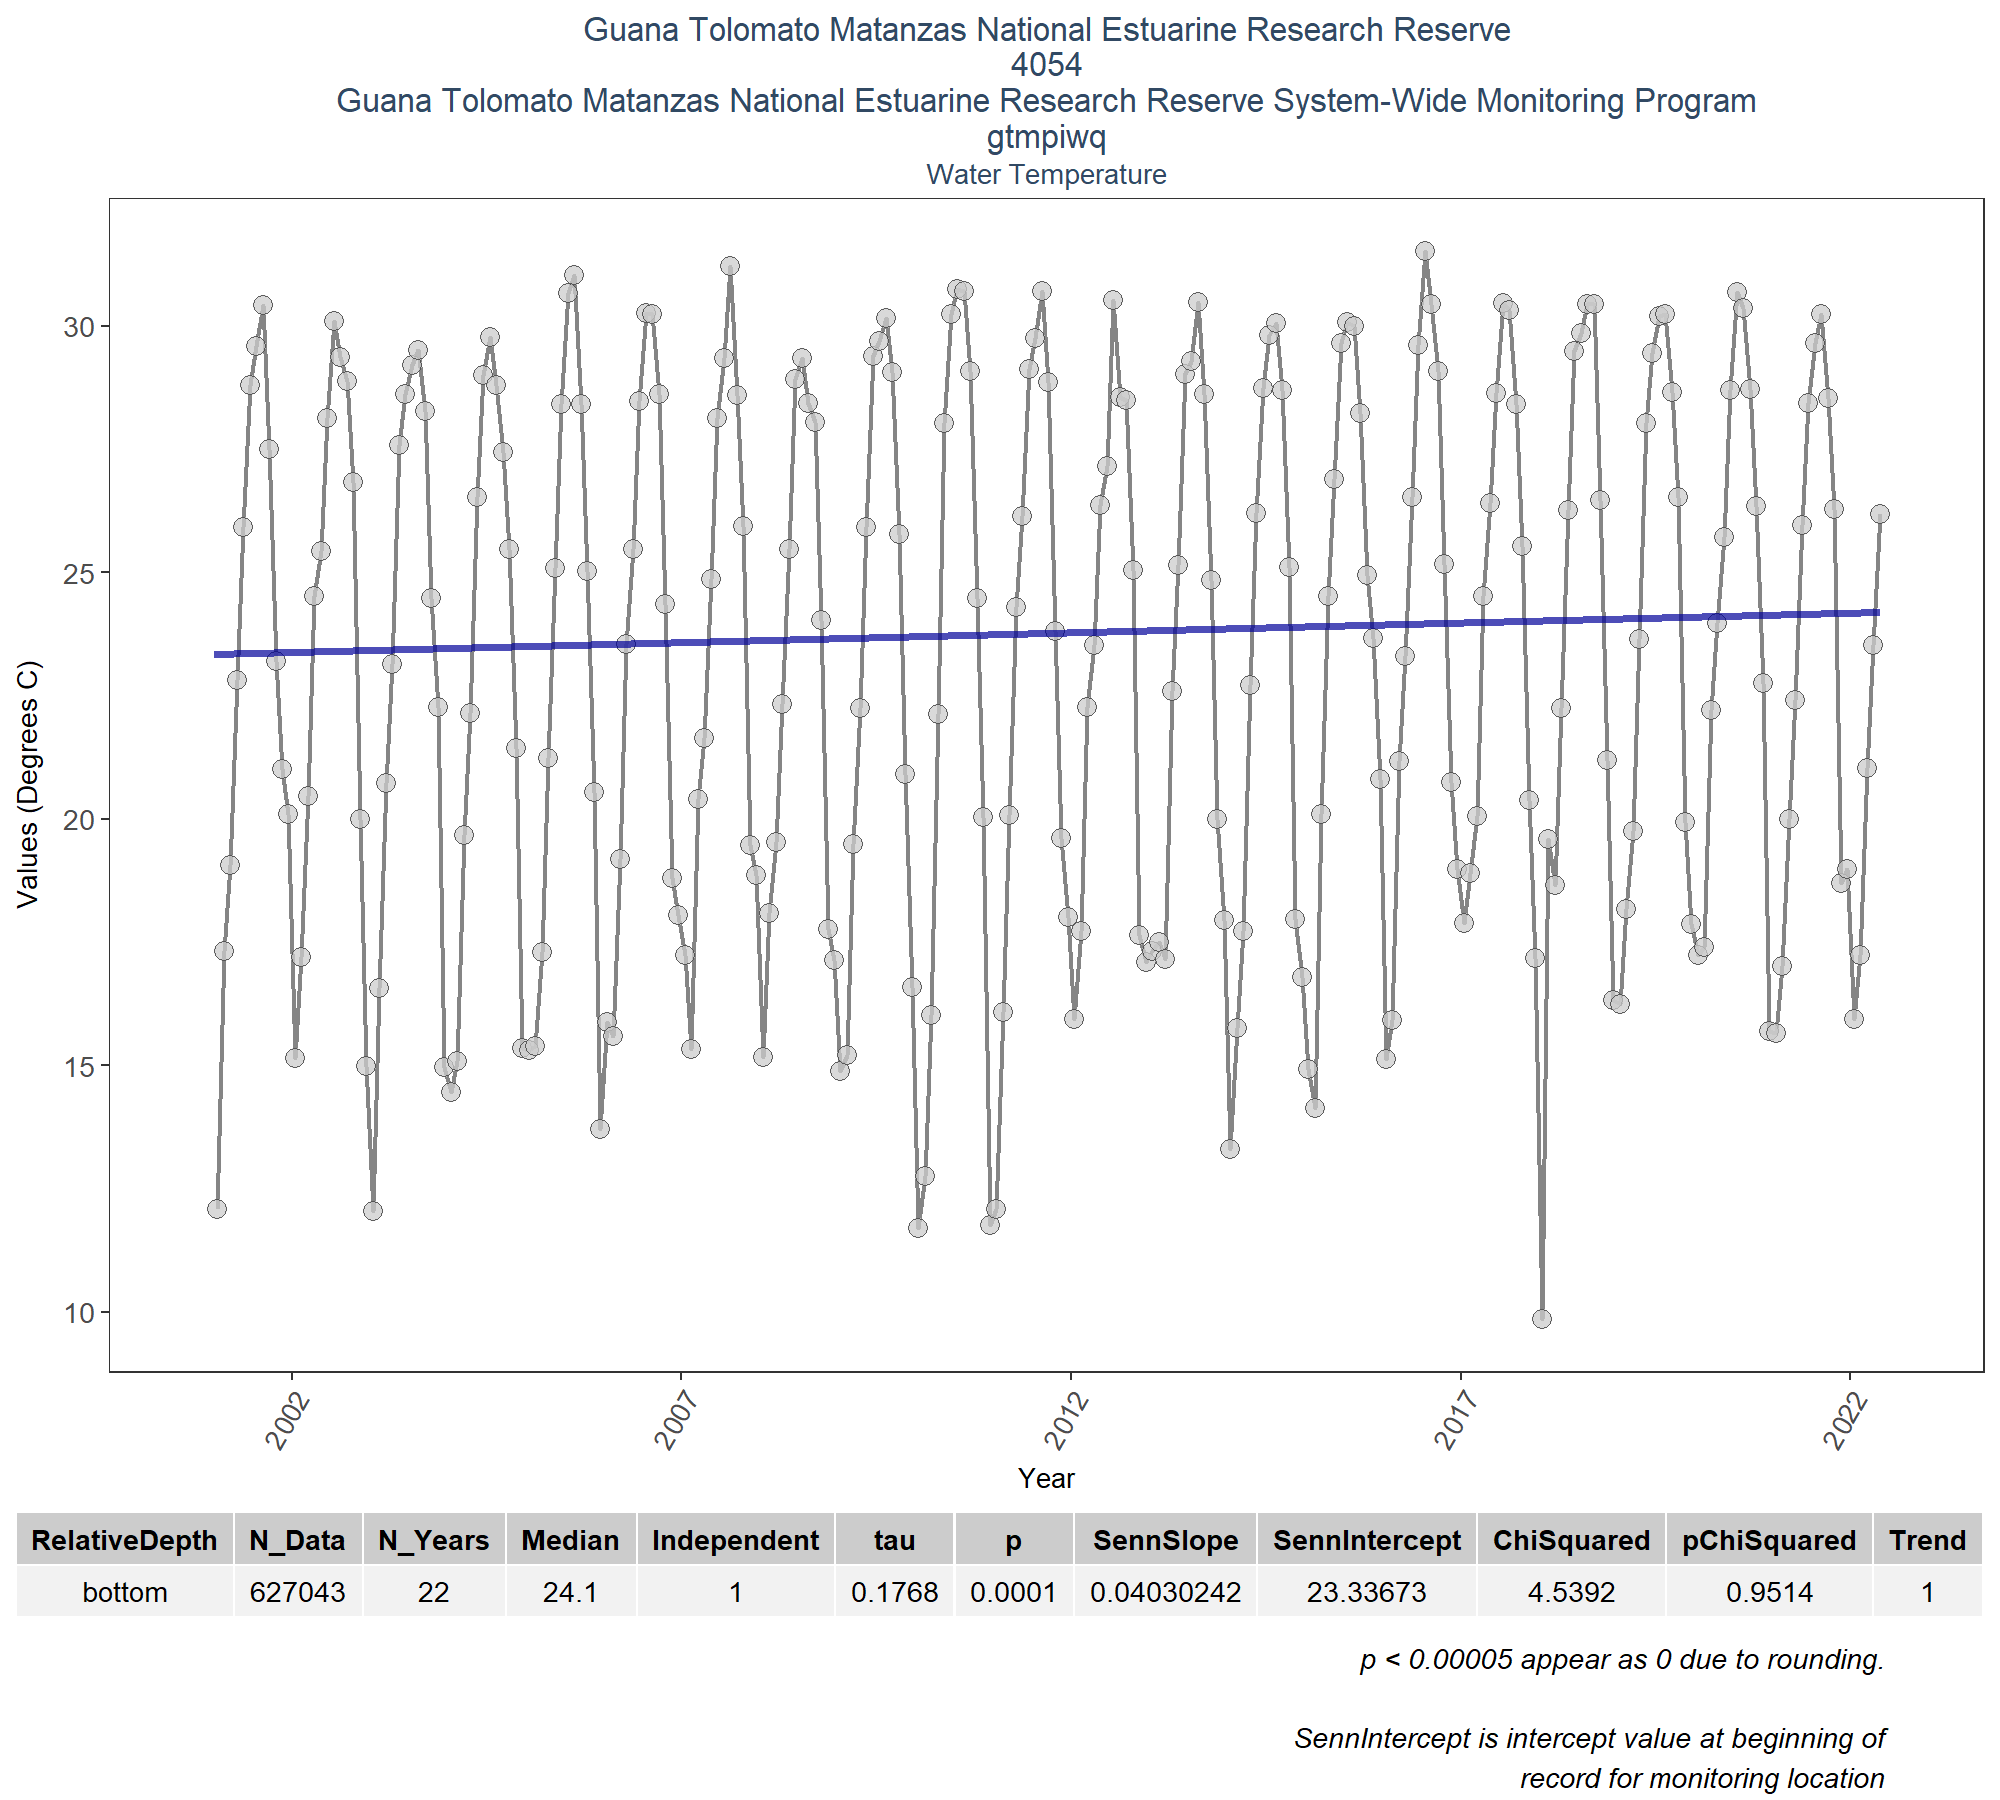 Guana Tolomato Matanzas National Estuarine Research Reserve
4054
Guana Tolomato Matanzas National Estuarine Research Reserve System-Wide Monitoring Program
gtmpiwq
Water Temperature
Values (Degrees C)
30
25
20
15
10
2002
2007
2012
2017
2022
Year
RelativeDepth N_Data N_Years Median Independent tau p SennSlope SennIntercept ChiSquared pChiSquared Trend
bottom 627043 22 24.1 1 0.1768 0.0001 0.04030242 23.33673 4.5392 0.9514 1
p < 0.00005 appear as 0 due to rounding.
SennIntercept is intercept value at beginning of
record for monitoring location